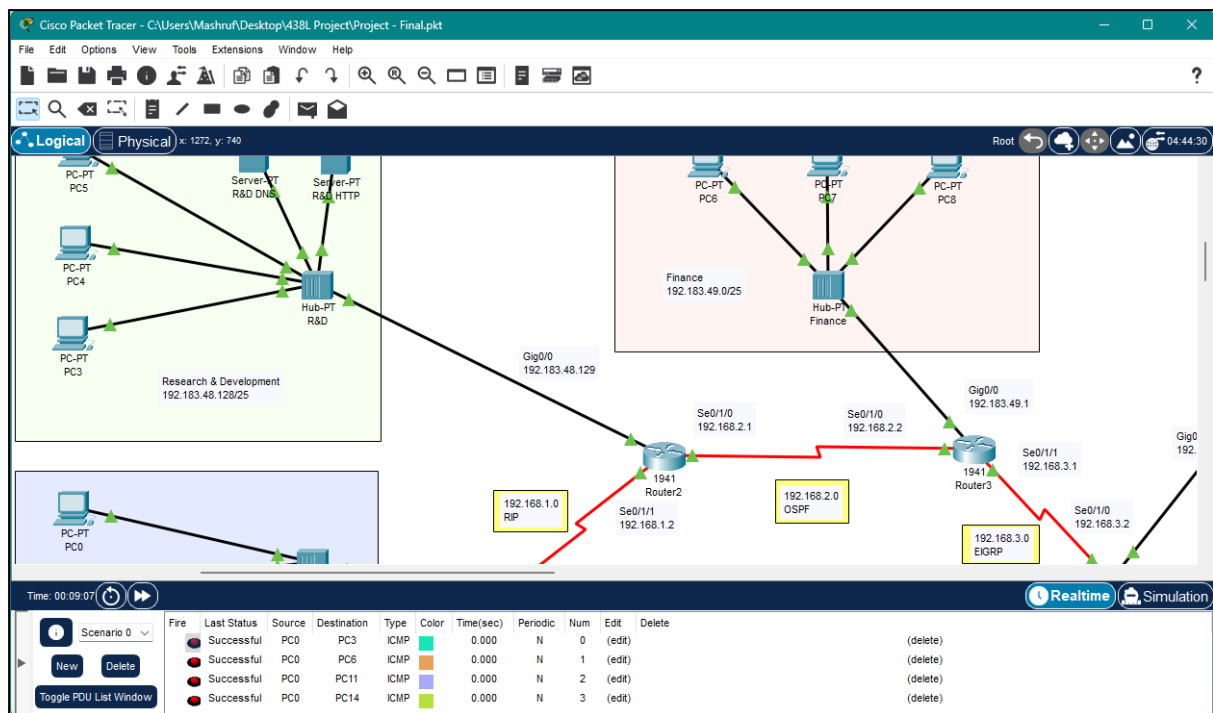 Cisco Packet Tracer - C:\Users\Mashruf\Desktop\438L Project\Project - Final.pkt
File Edit Options View Tools Extensions Window Help
Logical Physical x: 1272, y: 740 Root 04:44:30
PC-PT
PC5
Server-PT
R&D DNS
Server-PT
R&D HTTP
PC-PT
PC6
PC-PT
PC7
PC-PT
PC8
PC-PT
PC4
Hub-PT
R&D
Finance
192.183.49.0/25
Hub-PT
Finance
PC-PT
PC3
Research & Development
192.183.48.128/25
Gig0/0
192.183.48.129
Gig0/0
192.183.49.1
Se0/1/0
192.168.2.1
Se0/1/0
192.168.2.2
Gig0
192.
1941
Router2
1941
Router3
Se0/1/1
192.168.3.1
192.168.1.0
RIP
Se0/1/1
192.168.1.2
192.168.2.0
OSPF
Se0/1/0
192.168.3.2
192.168.3.0
EIGRP
PC-PT
PC0
Time: 00:09:07 Realtime Simulation
Scenario 0
New Delete
Toggle PDU List Window
Fire Last Status Source Destination Type Color Time(sec) Periodic Num Edit Delete
Successful PC0 PC3 ICMP 0.000 N 0 (edit) (delete)
Successful PC0 PC6 ICMP 0.000 N 1 (edit) (delete)
Successful PC0 PC11 ICMP 0.000 N 2 (edit) (delete)
Successful PC0 PC14 ICMP 0.000 N 3 (edit) (delete)